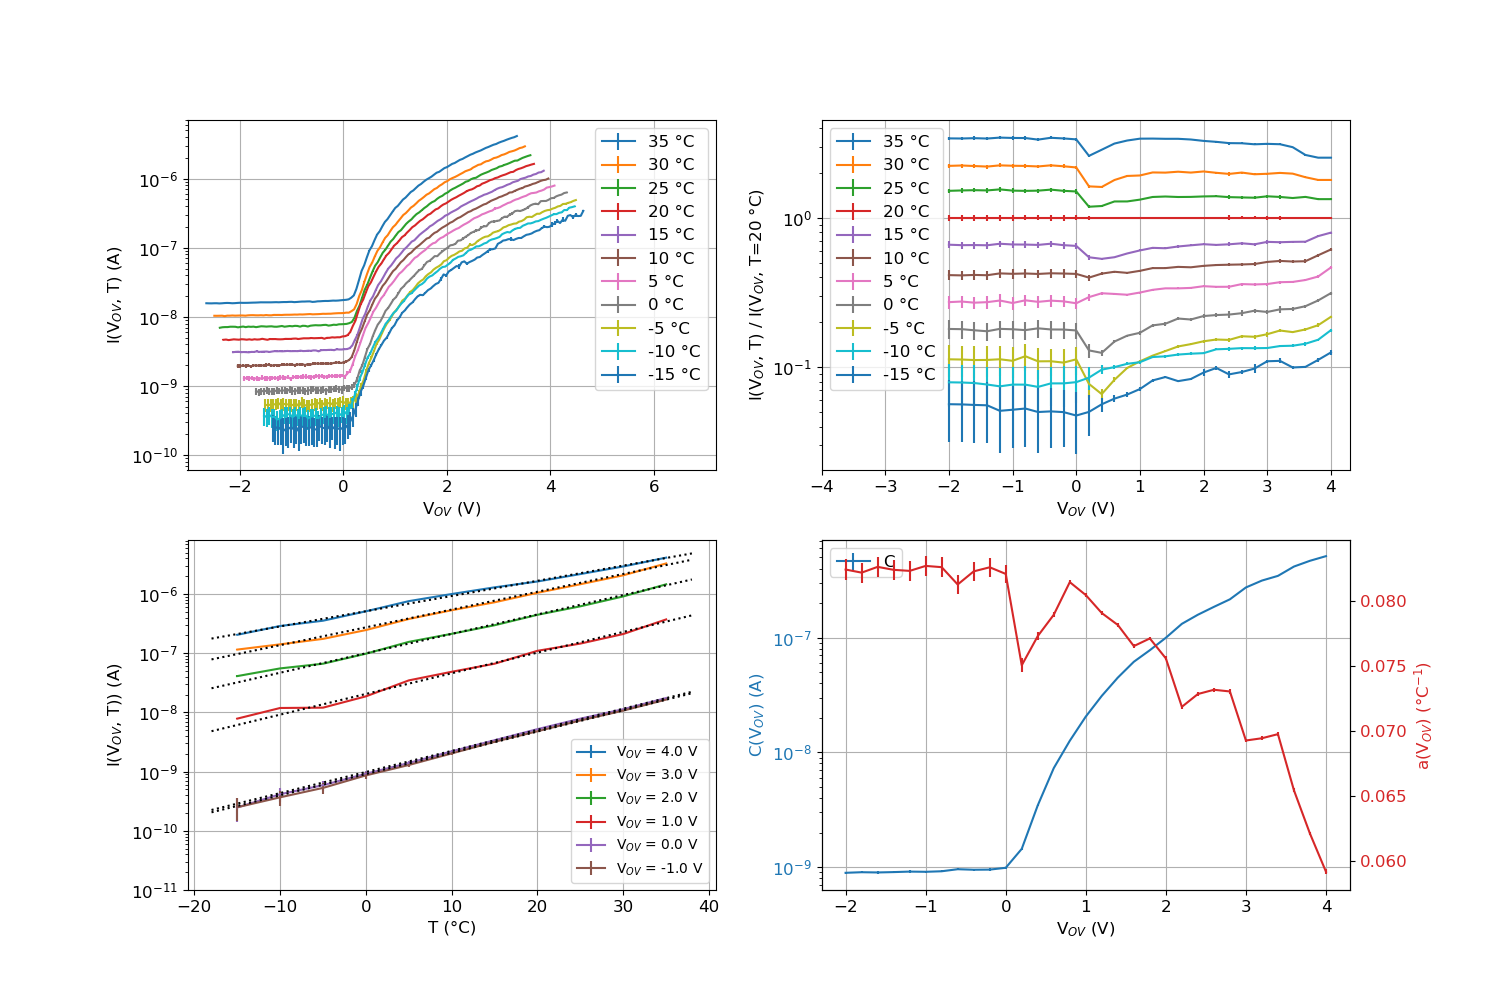 I(V_OV, T) (A)
10⁻⁶
10⁻⁷
10⁻⁸
10⁻⁹
10⁻¹⁰
−2 0 2 4 6
V_OV (V)
35 °C
30 °C
25 °C
20 °C
15 °C
10 °C
5 °C
0 °C
-5 °C
-10 °C
-15 °C
I(V_OV, T) / I(V_OV, T=20 °C)
10⁰
10⁻¹
−4 −3 −2 −1 0 1 2 3 4
V_OV (V)
35 °C
30 °C
25 °C
20 °C
15 °C
10 °C
5 °C
0 °C
-5 °C
-10 °C
-15 °C
I(V_OV, T)) (A)
10⁻⁶
10⁻⁷
10⁻⁸
10⁻⁹
10⁻¹⁰
10⁻¹¹
−20 −10 0 10 20 30 40
T (°C)
V_OV = 4.0 V
V_OV = 3.0 V
V_OV = 2.0 V
V_OV = 1.0 V
V_OV = 0.0 V
V_OV = -1.0 V
C(V_OV) (A)
10⁻⁷
10⁻⁸
10⁻⁹
C
−2 −1 0 1 2 3 4
V_OV (V)
0.080
0.075
0.070
0.065
0.060
a(V_OV) (°C⁻¹)